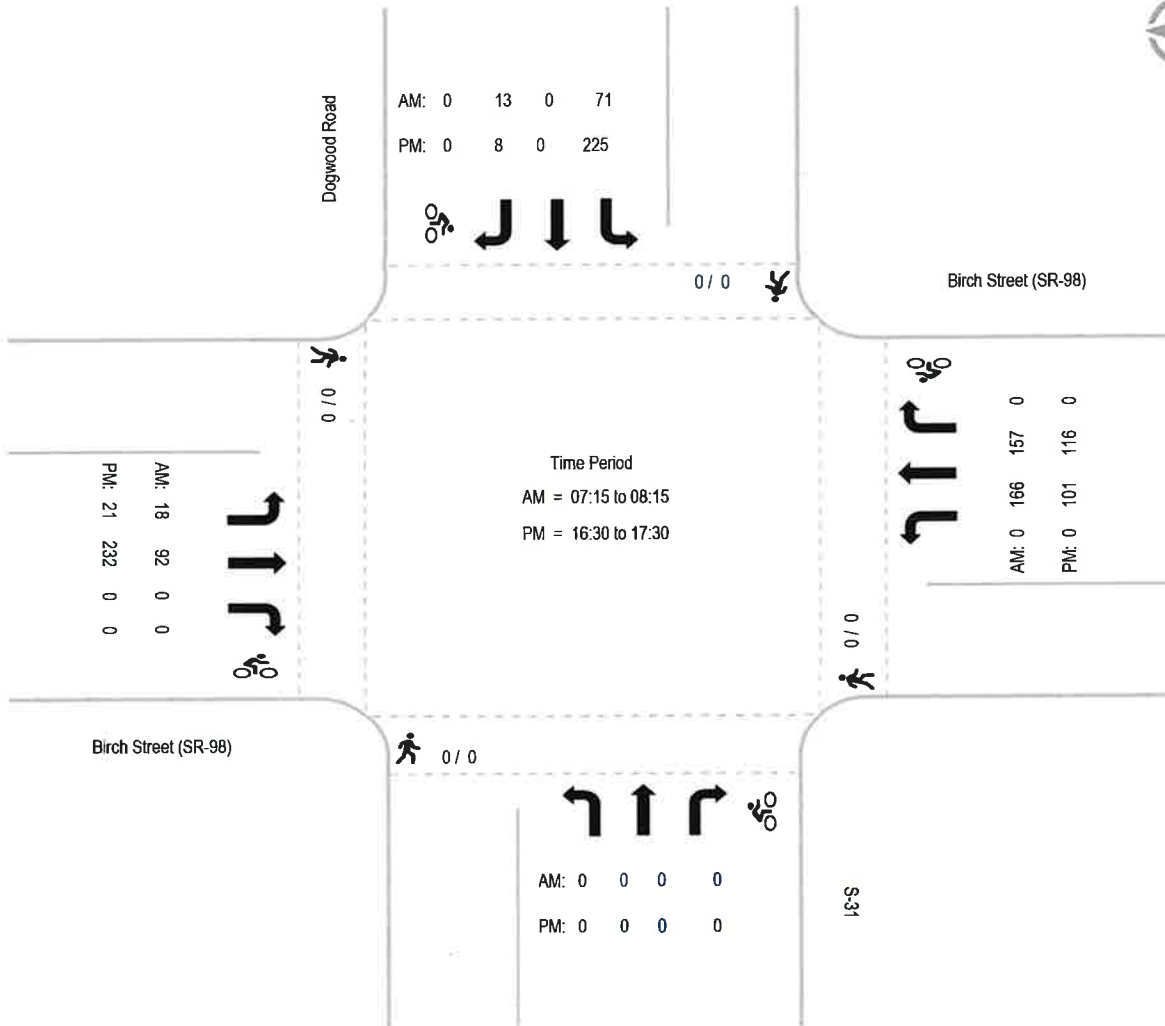 Dogwood Road
AM: 0 13 0 71
PM: 0 8 0 225
0 / 0
Birch Street (SR-98)
0 / 0
AM: 18 92 0 0
PM: 21 232 0 0
Time Period
AM = 07:15 to 08:15
PM = 16:30 to 17:30
AM: 0 166 157 0
PM: 0 101 116 0
0 / 0
Birch Street (SR-98)
0 / 0
AM: 0 0 0 0
PM: 0 0 0 0
S-31